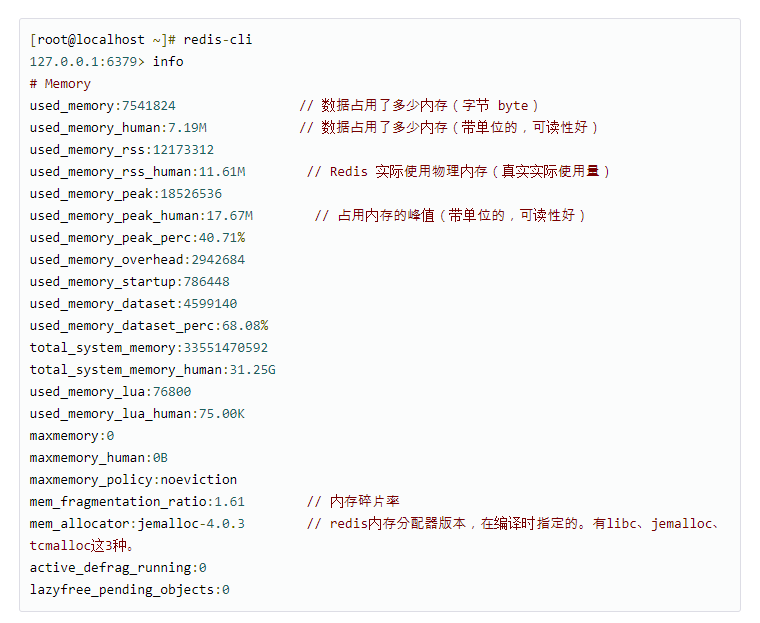 [root@localhost ~]# redis-cli
127.0.0.1:6379> info
# Memory
used_memory:7541824                // 数据占用了多少内存（字节 byte）
used_memory_human:7.19M            // 数据占用了多少内存（带单位的，可读性好）
used_memory_rss:12173312
used_memory_rss_human:11.61M        // Redis 实际使用物理内存（真实实际使用量）
used_memory_peak:18526536
used_memory_peak_human:17.67M        // 占用内存的峰值（带单位的，可读性好）
used_memory_peak_perc:40.71%
used_memory_overhead:2942684
used_memory_startup:786448
used_memory_dataset:4599140
used_memory_dataset_perc:68.08%
total_system_memory:33551470592
total_system_memory_human:31.25G
used_memory_lua:76800
used_memory_lua_human:75.00K
maxmemory:0
maxmemory_human:0B
maxmemory_policy:noeviction
mem_fragmentation_ratio:1.61        // 内存碎片率
mem_allocator:jemalloc-4.0.3        // redis内存分配器版本，在编译时指定的。有libc、jemalloc、
tcmalloc这3种。
active_defrag_running:0
lazyfree_pending_objects:0